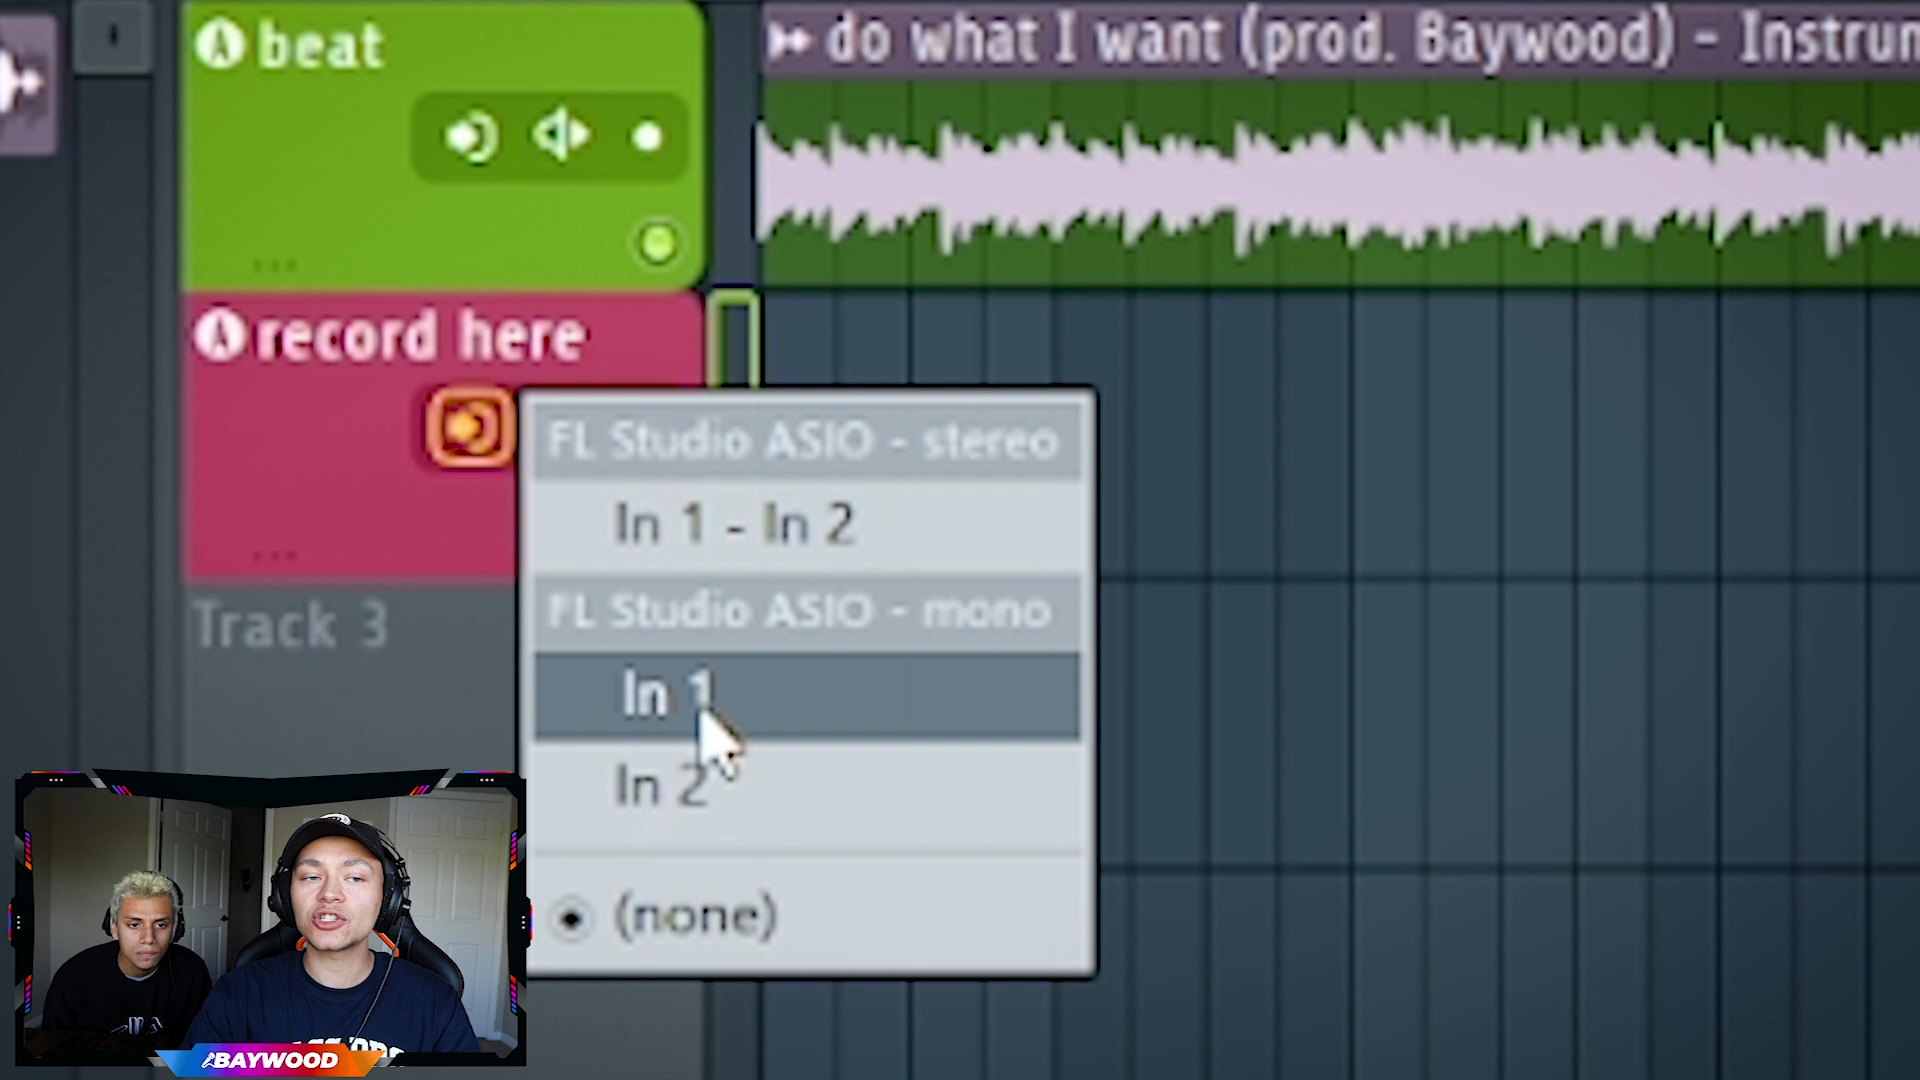 beat
do what I want (prod. Baywood) - Instrum
record here
FL Studio ASIO - stereo
In 1 - In 2
FL Studio ASIO - mono
In 1
In 2
(none)
Track 3
BAYWOOD